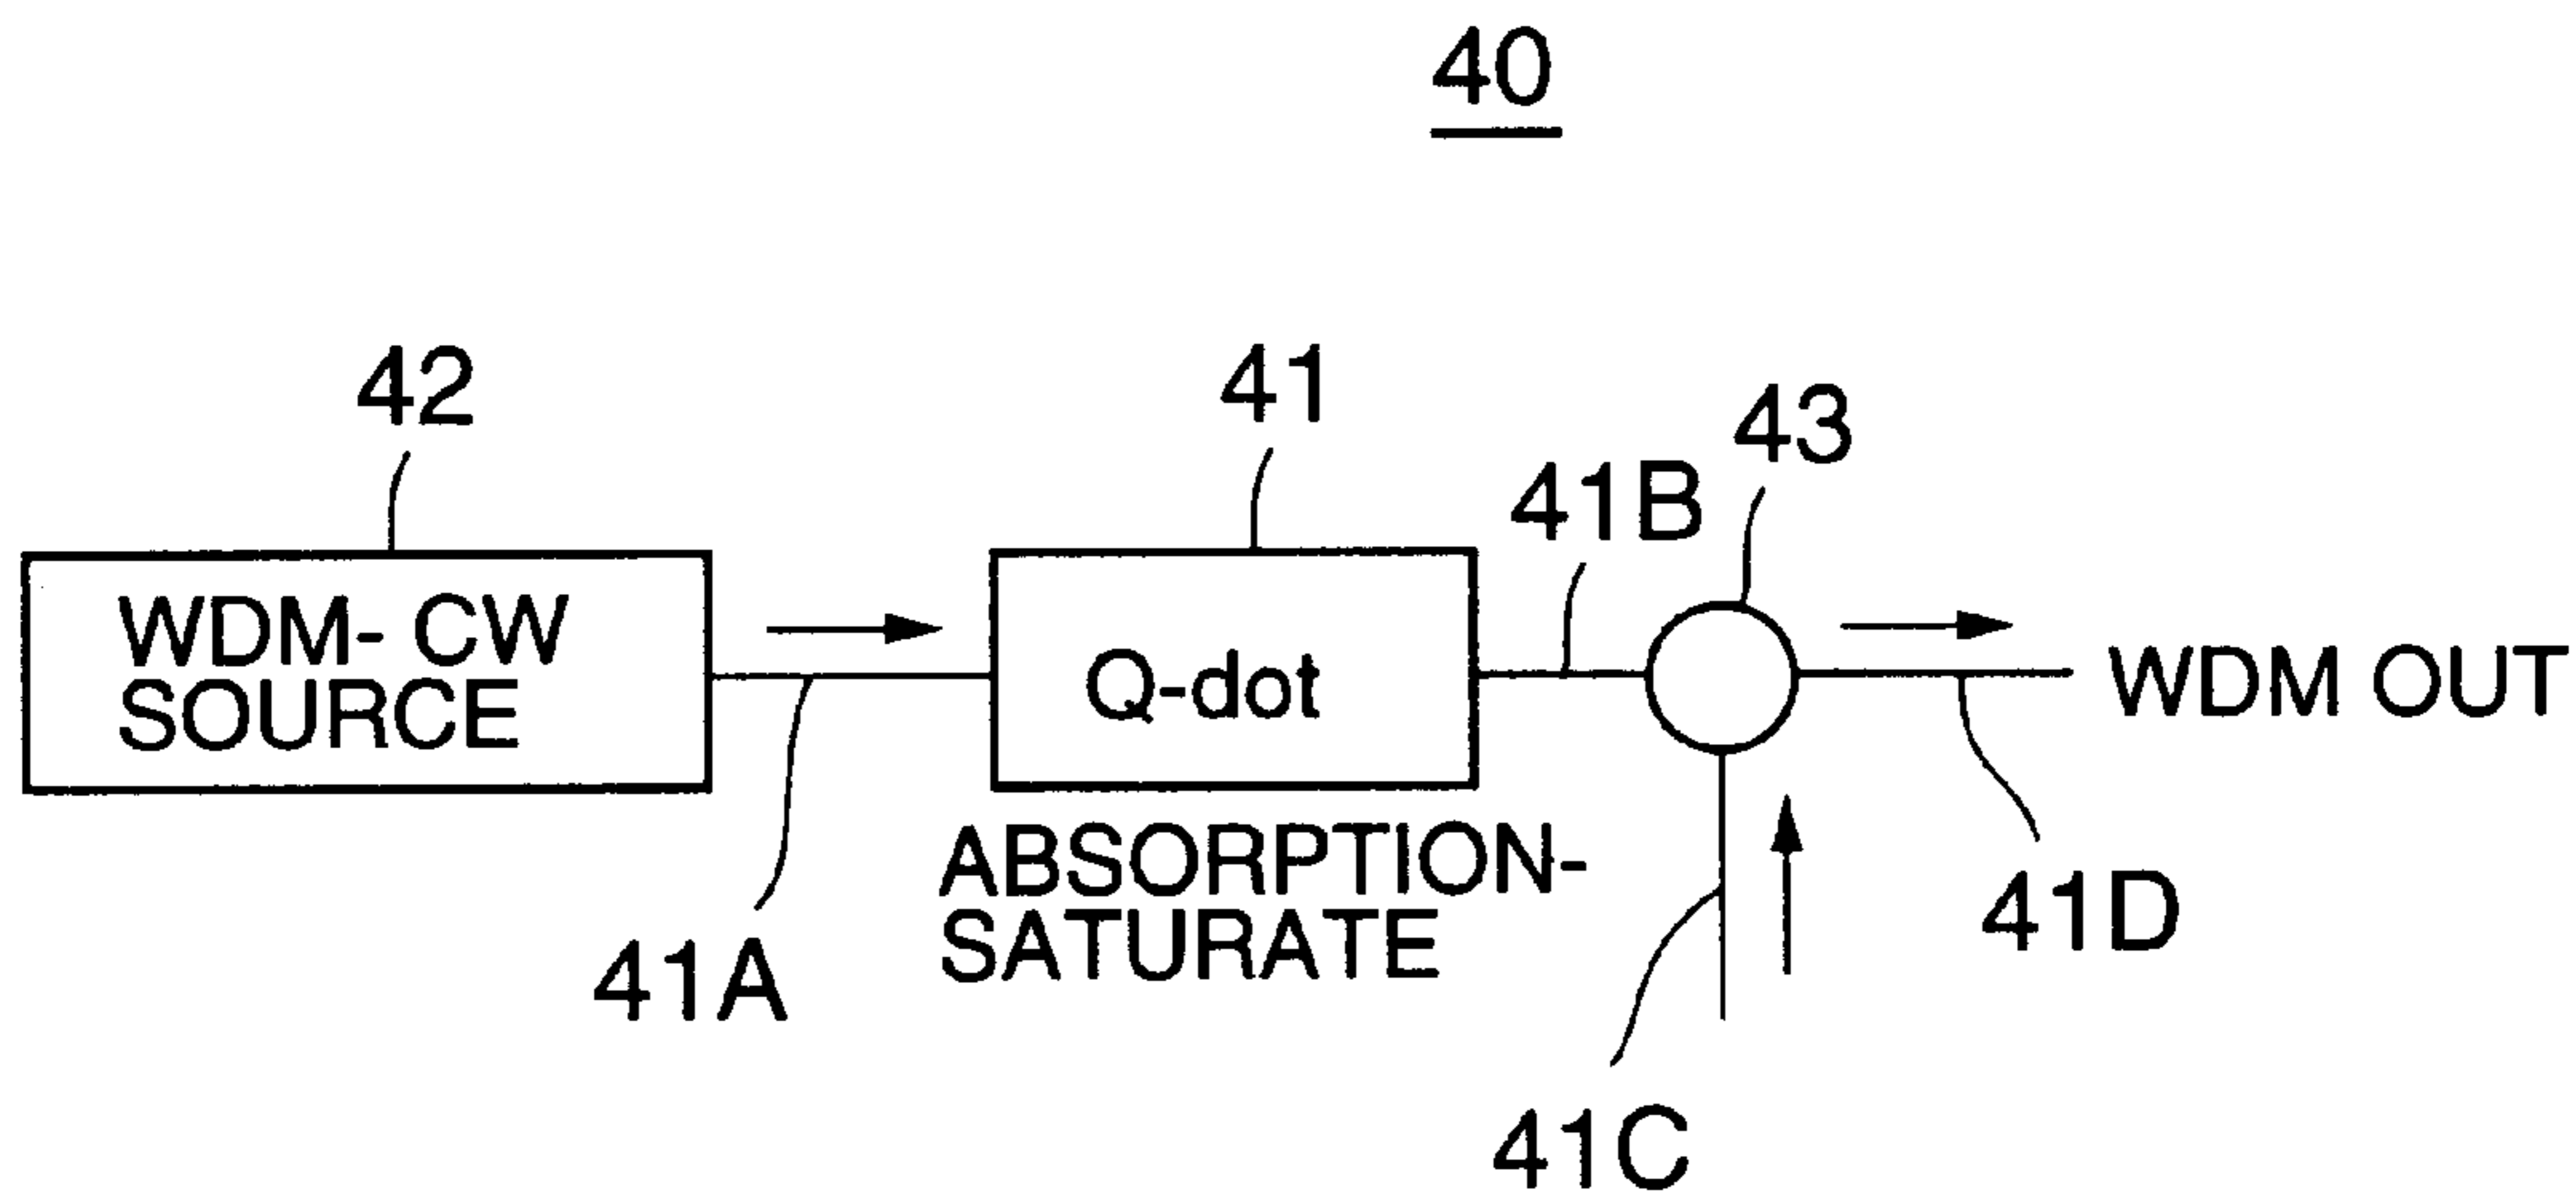 40
42
41
43
41B
WDM- CW
SOURCE
Q-dot
WDM OUT
ABSORPTION-
SATURATE
41A
41D
41C